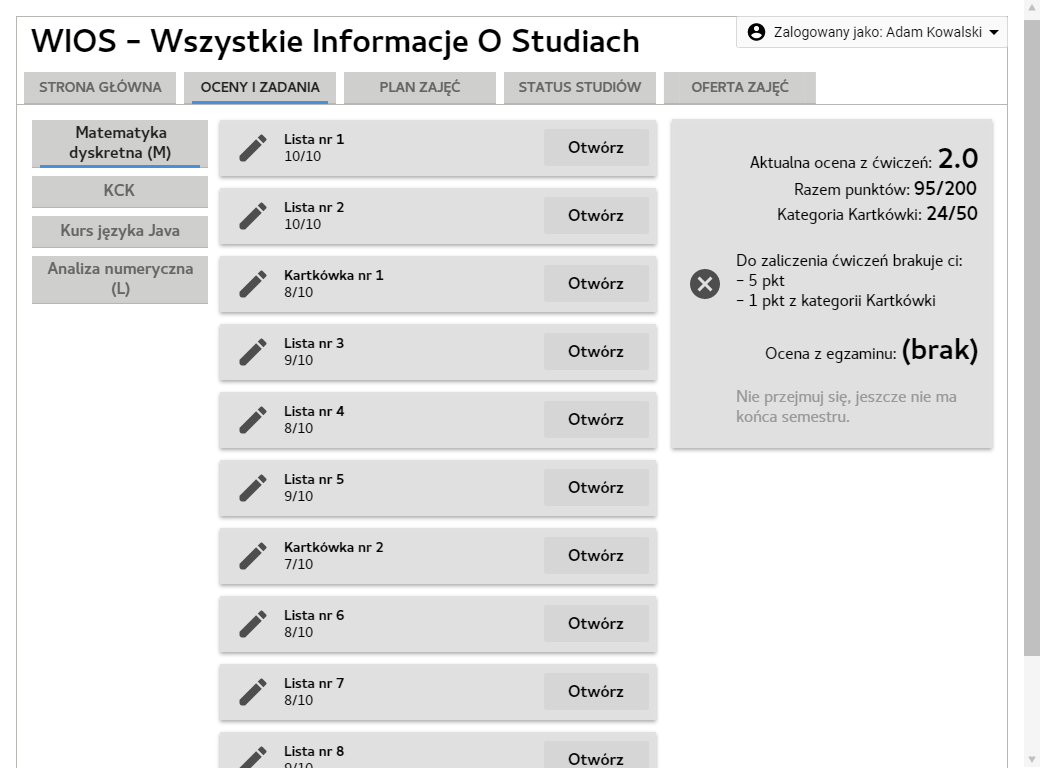 WIOS - Wszystkie Informacje O Studiach
Zalogowany jako: Adam Kowalski
STRONA GŁÓWNA
OCENY I ZADANIA
PLAN ZAJĘĆ
STATUS STUDIÓW
OFERTA ZAJĘĆ
Matematyka
dyskretna (M)
KCK
Kurs języka Java
Analiza numeryczna
(L)
Lista nr 1
10/10
Otwórz
Lista nr 2
10/10
Otwórz
Kartkówka nr 1
8/10
Otwórz
Lista nr 3
9/10
Otwórz
Lista nr 4
8/10
Otwórz
Lista nr 5
9/10
Otwórz
Kartkówka nr 2
7/10
Otwórz
Lista nr 6
8/10
Otwórz
Lista nr 7
8/10
Otwórz
Lista nr 8
9/10
Otwórz
Aktualna ocena z ćwiczeń: 2.0
Razem punktów: 95/200
Kategoria Kartkówki: 24/50
Do zaliczenia ćwiczeń brakuje ci:
- 5 pkt
- 1 pkt z kategorii Kartkówki
Ocena z egzaminu: (brak)
Nie przejmuj się, jeszcze nie ma
końca semestru.